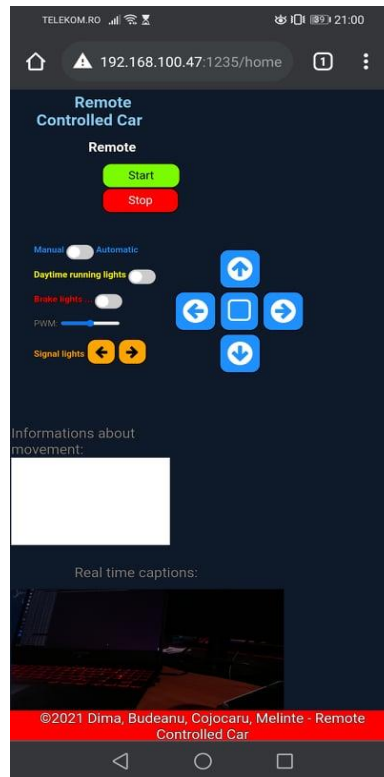 TELEKOM.RO 89 21:00
192.168.100.47:1235/home 1
Remote
Controlled Car
Remote
Start
Stop
Manual Automatic
Daytime running lights
Brake lights ...
PWM:
Signal lights
Informations about
movement:
Real time captions:
©2021 Dima, Budeanu, Cojocaru, Melinte - Remote
Controlled Car